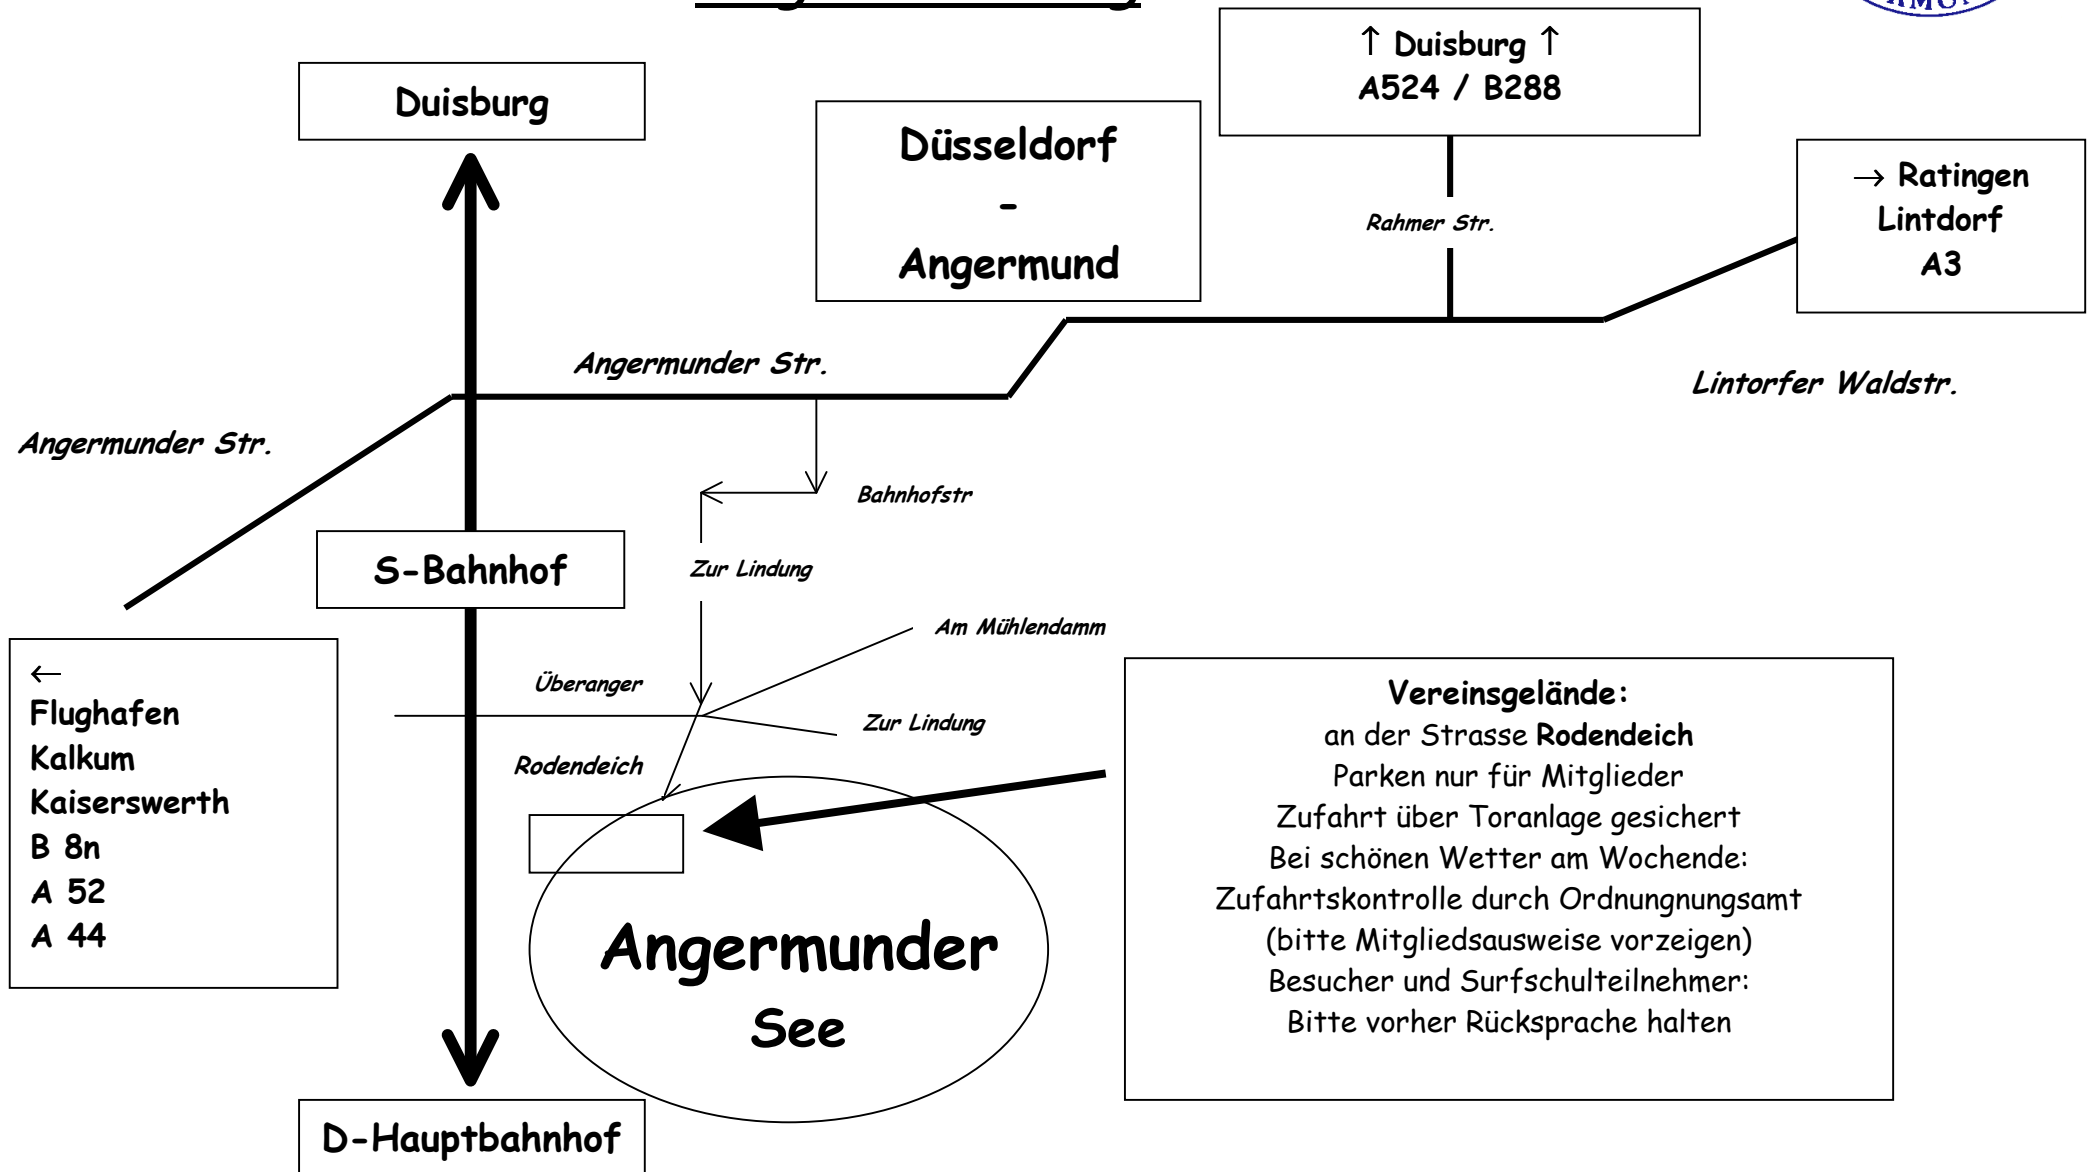 ↑ Duisburg ↑
A524 / B288
Duisburg
Düsseldorf
-
Angermund
→ Ratingen
Lintdorf
A3
Rahmer Str.
Angermunder Str.
Lintorfer Waldstr.
Angermunder Str.
Bahnhofstr
S-Bahnhof
Zur Lindung
Am Mühlendamm
←
Flughafen
Kalkum
Kaiserswerth
B 8n
A 52
A 44
Überanger
Zur Lindung
Rodendeich
Vereinsgelände:
an der Strasse Rodendeich
Parken nur für Mitglieder
Zufahrt über Toranlage gesichert
Bei schönen Wetter am Wochende:
Zufahrtskontrolle durch Ordnungnungsamt
(bitte Mitgliedsausweise vorzeigen)
Besucher und Surfschulteilnehmer:
Bitte vorher Rücksprache halten
Angermunder
See
D-Hauptbahnhof